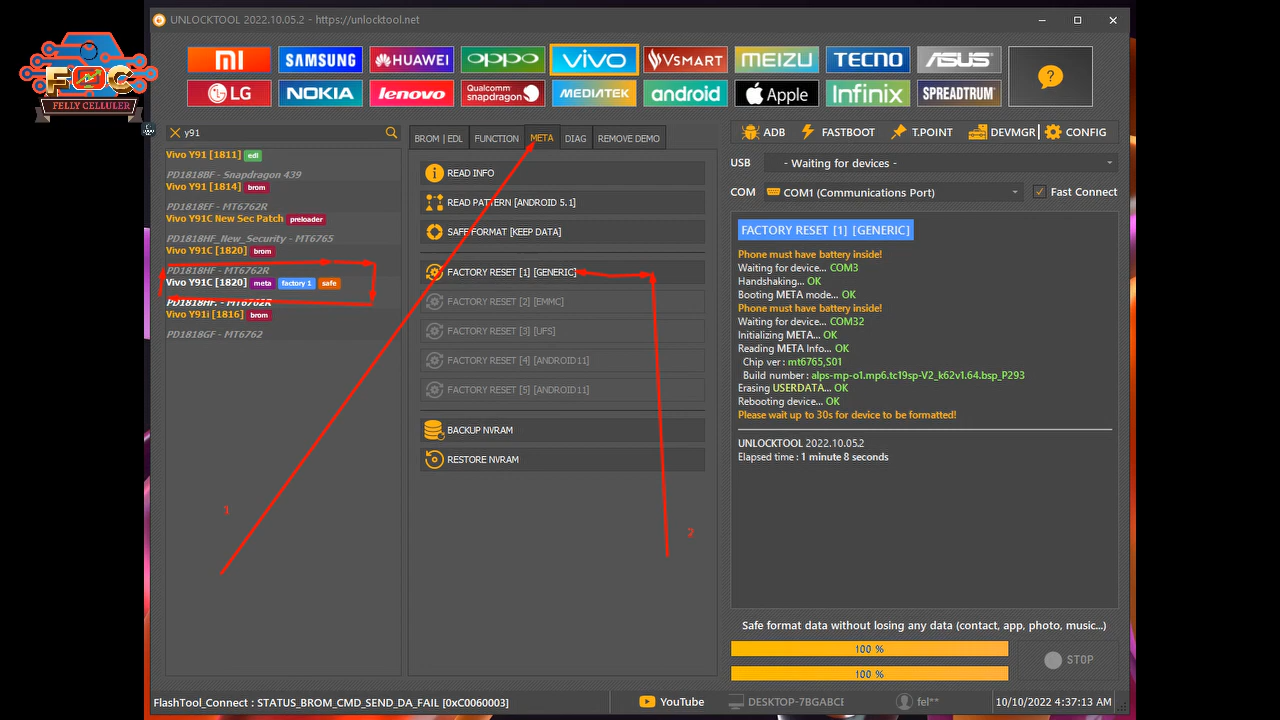 UNLOCKTOOL 2022.10.05.2 - https://unlocktool.net
FDC
FELLY CELLULER
MI
SAMSUNG
HUAWEI
oppo
vivo
VSMART
MEIZU
TECNO
ASUS
?
LG
NOKIA
lenovo
Qualcomm snapdragon
MEDIATEK
android
Apple
Infinix
SPREADTRUM
y91
Vivo Y91 [1811] edl
PD1818BF - Snapdragon 439
Vivo Y91 [1814] brom
PD1818EF - MT6762R
Vivo Y91C New Sec Patch preloader
PD1818HF_New_Security - MT6765
Vivo Y91C [1820] brom
PD1818HF - MT6762R
Vivo Y91C [1820] meta factory 1 safe
PD1818HF. - MT6762R
Vivo Y91i [1816] brom
PD1818GF - MT6762
1
BROM | EDL FUNCTION META DIAG REMOVE DEMO
READ INFO
READ PATTERN [ANDROID 5.1]
SAFE FORMAT [KEEP DATA]
FACTORY RESET [1] [GENERIC]
FACTORY RESET [2] [EMMC]
FACTORY RESET [3] [UFS]
FACTORY RESET [4] [ANDROID11]
FACTORY RESET [5] [ANDROID11]
BACKUP NVRAM
RESTORE NVRAM
2
ADB FASTBOOT T.POINT DEVMGR CONFIG
USB - Waiting for devices -
COM COM1 (Communications Port) Fast Connect
FACTORY RESET [1] [GENERIC]
Phone must have battery inside!
Waiting for device... COM3
Handshaking... OK
Booting META mode... OK
Phone must have battery inside!
Waiting for device... COM32
Initializing META... OK
Reading META Info... OK
Chip ver : mt6765,S01
Build number : alps-mp-o1.mp6.tc19sp-V2_k62v1.64.bsp_P293
Erasing USERDATA... OK
Rebooting device... OK
Please wait up to 30s for device to be formatted!
UNLOCKTOOL 2022.10.05.2
Elapsed time : 1 minute 8 seconds
Safe format data without losing any data (contact, app, photo, music...)
100 %
100 %
STOP
FlashTool_Connect : STATUS_BROM_CMD_SEND_DA_FAIL [0xC0060003]
YouTube
DESKTOP-7BGABCE
fel**
10/10/2022 4:37:13 AM